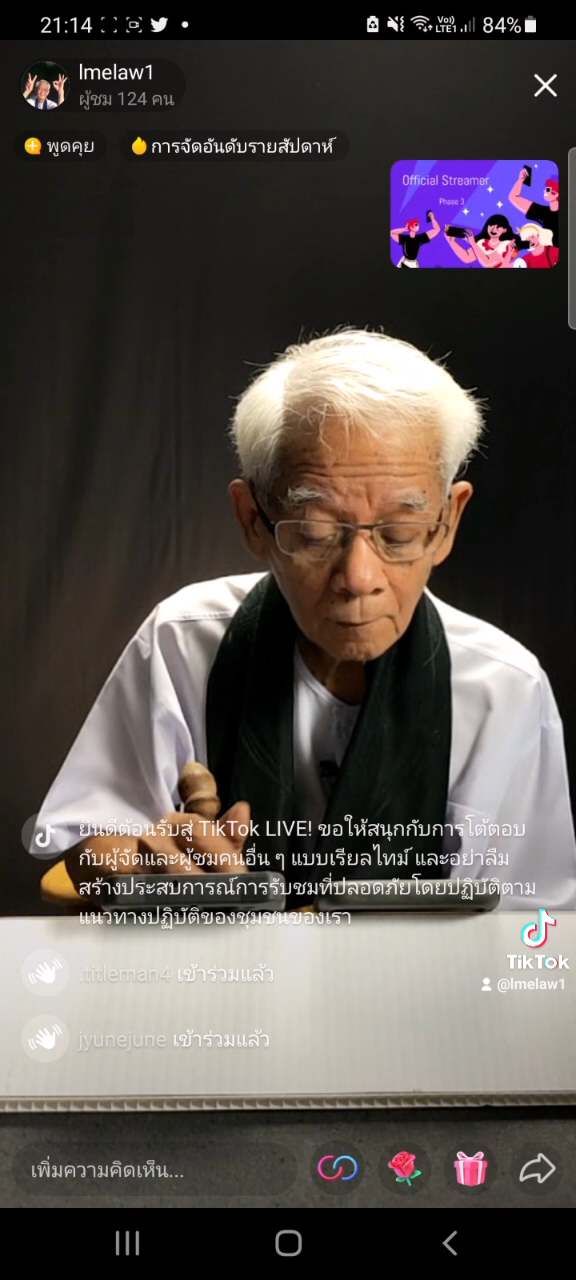 21:14
Vo))
LTE1
84%
lmelaw1
ผู้ชม 124 คน
พูดคุย
การจัดอันดับรายสัปดาห์
Official Streamer
Phase 3
ยินดีต้อนรับสู่ TikTok LIVE! ขอให้สนุกกับการโต้ตอบ
กับผู้จัดและผู้ชมคนอื่น ๆ แบบเรียลไทม์ และอย่าลืม
สร้างประสบการณ์การรับชมที่ปลอดภัยโดยปฏิบัติตาม
แนวทางปฏิบัติของชุมชนของเรา
TikTok
@lmelaw1
.titleman4 เข้าร่วมแล้ว
jyunejune เข้าร่วมแล้ว
เพิ่มความคิดเห็น...